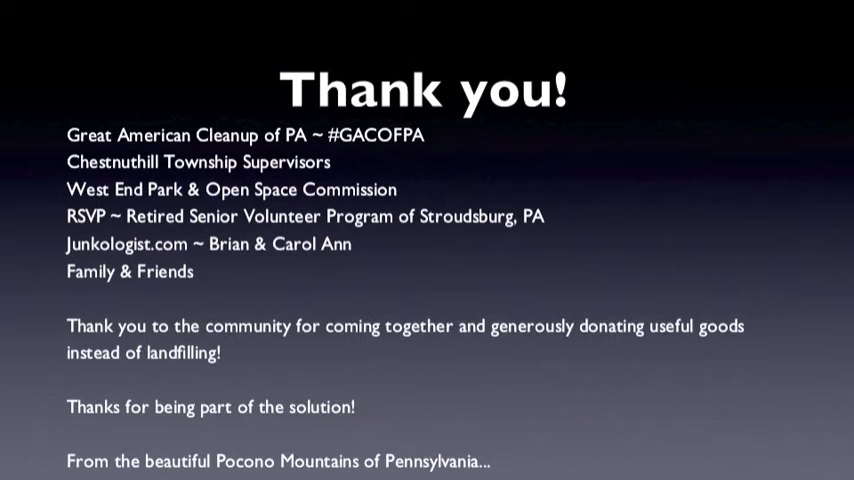 Thank you!
Great American Cleanup of PA ~ #GACOFPA
Chestnuthill Township Supervisors
West End Park & Open Space Commission
RSVP ~ Retired Senior Volunteer Program of Stroudsburg, PA
Junkologist.com ~ Brian & Carol Ann
Family & Friends
Thank you to the community for coming together and generously donating useful goods
instead of landfilling!
Thanks for being part of the solution!
From the beautiful Pocono Mountains of Pennsylvania...